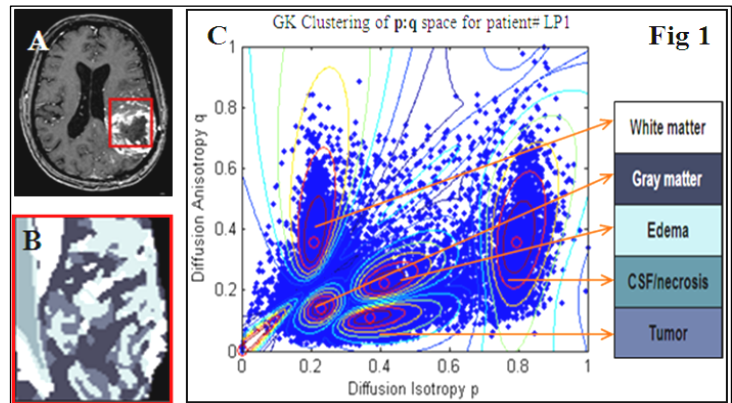 A
B
C
GK Clustering of p:q space for patient= LP1
Fig 1
Diffusion Anisotropy q
1
0.8
0.6
0.4
0.2
0
0
0.2
0.4
0.6
0.8
1
Diffusion Isotropy p
White matter
Gray matter
Edema
CSF/necrosis
Tumor